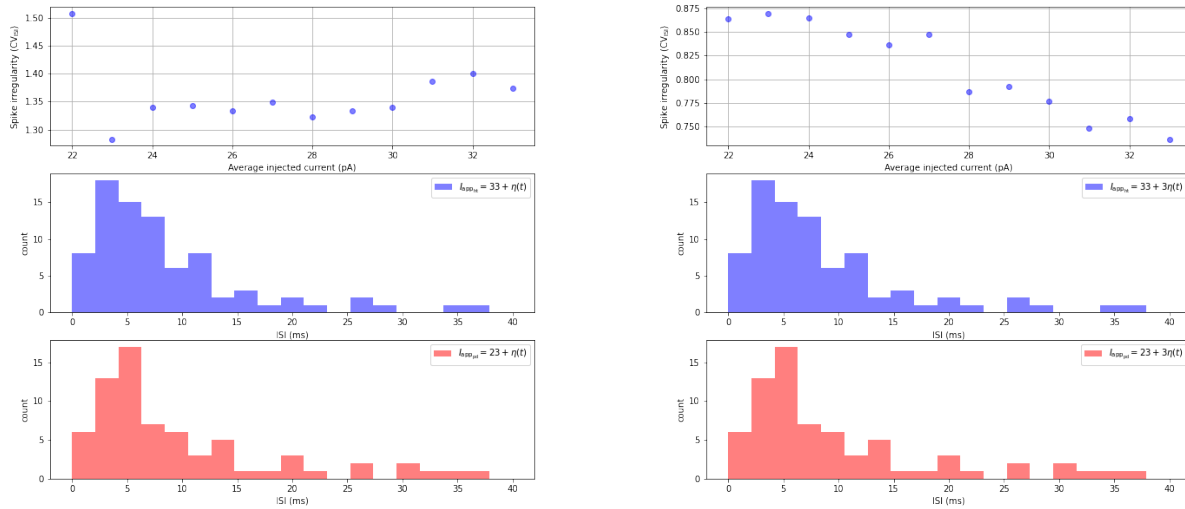 1.50
1.45
1.40
1.35
1.30
Spike irregularity (CV_ISI)
22 24 26 28 30 32
Average injected current (pA)
15
10
5
0
count
I_app_ht = 33 + η(t)
0 5 10 15 20 25 30 35 40
ISI (ms)
15
10
5
0
count
I_app_pd = 23 + η(t)
0 5 10 15 20 25 30 35 40
ISI (ms)
0.875
0.850
0.825
0.800
0.775
0.750
Spike irregularity (CV_ISI)
22 24 26 28 30 32
Average injected current (pA)
15
10
5
0
count
I_app_ht = 33 + 3η(t)
0 5 10 15 20 25 30 35 40
ISI (ms)
15
10
5
0
count
I_app_pd = 23 + 3η(t)
0 5 10 15 20 25 30 35 40
ISI (ms)